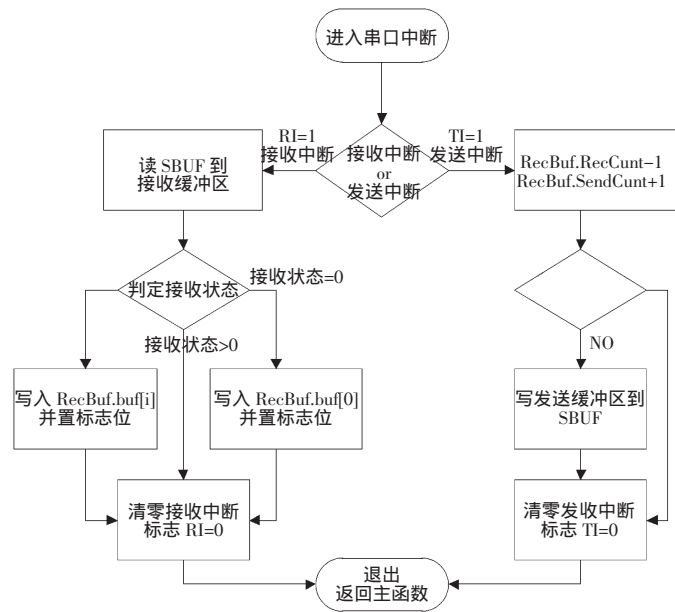 进入串口中断
RI=1
接收中断
接收中断
or
发送中断
TI=1
发送中断
读 SBUF 到
接收缓冲区
RecBuf.RecCunt−1
RecBuf.SendCunt+1
判定接收状态
接收状态=0
接收状态>0
NO
写入 RecBuf.buf[i]
并置标志位
写入 RecBuf.buf[0]
并置标志位
写发送缓冲区到
SBUF
清零接收中断
标志 RI=0
清零发收中断
标志 TI=0
退出
返回主函数